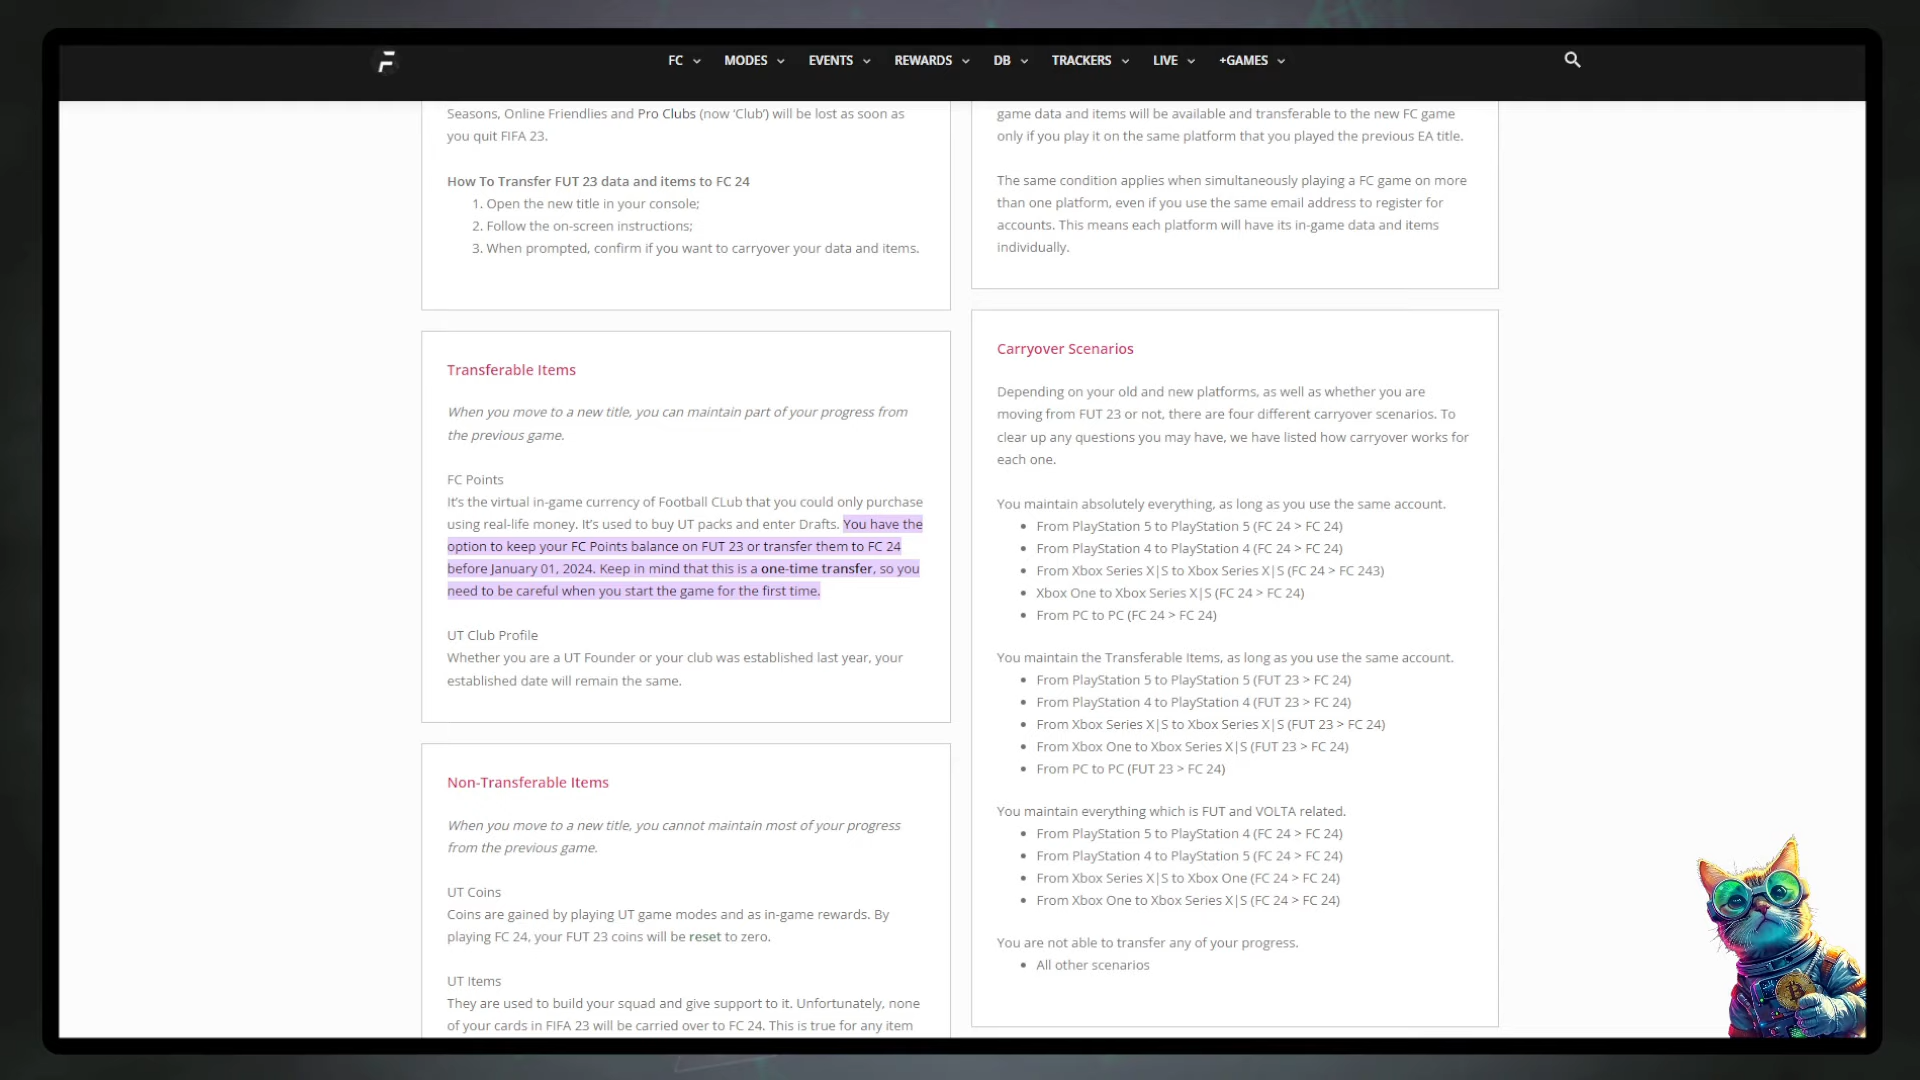 FC MODES EVENTS REWARDS DB TRACKERS LIVE +GAMES
Seasons, Online Friendlies and Pro Clubs (now ‘Club’) will be lost as soon as
you quit FIFA 23.
How To Transfer FUT 23 data and items to FC 24
1. Open the new title in your console;
2. Follow the on-screen instructions;
3. When prompted, confirm if you want to carryover your data and items.
Transferable Items
When you move to a new title, you can maintain part of your progress from
the previous game.
FC Points
It’s the virtual in-game currency of Football CLub that you could only purchase
using real-life money. It’s used to buy UT packs and enter Drafts. You have the
option to keep your FC Points balance on FUT 23 or transfer them to FC 24
before January 01, 2024. Keep in mind that this is a one-time transfer, so you
need to be careful when you start the game for the first time.
UT Club Profile
Whether you are a UT Founder or your club was established last year, your
established date will remain the same.
Non-Transferable Items
When you move to a new title, you cannot maintain most of your progress
from the previous game.
UT Coins
Coins are gained by playing UT game modes and as in-game rewards. By
playing FC 24, your FUT 23 coins will be reset to zero.
UT Items
They are used to build your squad and give support to it. Unfortunately, none
of your cards in FIFA 23 will be carried over to FC 24. This is true for any item
game data and items will be available and transferable to the new FC game
only if you play it on the same platform that you played the previous EA title.
The same condition applies when simultaneously playing a FC game on more
than one platform, even if you use the same email address to register for
accounts. This means each platform will have its in-game data and items
individually.
Carryover Scenarios
Depending on your old and new platforms, as well as whether you are
moving from FUT 23 or not, there are four different carryover scenarios. To
clear up any questions you may have, we have listed how carryover works for
each one.
You maintain absolutely everything, as long as you use the same account.
• From PlayStation 5 to PlayStation 5 (FC 24 > FC 24)
• From PlayStation 4 to PlayStation 4 (FC 24 > FC 24)
• From Xbox Series X|S to Xbox Series X|S (FC 24 > FC 243)
• Xbox One to Xbox Series X|S (FC 24 > FC 24)
• From PC to PC (FC 24 > FC 24)
You maintain the Transferable Items, as long as you use the same account.
• From PlayStation 5 to PlayStation 5 (FUT 23 > FC 24)
• From PlayStation 4 to PlayStation 4 (FUT 23 > FC 24)
• From Xbox Series X|S to Xbox Series X|S (FUT 23 > FC 24)
• From Xbox One to Xbox Series X|S (FUT 23 > FC 24)
• From PC to PC (FUT 23 > FC 24)
You maintain everything which is FUT and VOLTA related.
• From PlayStation 5 to PlayStation 4 (FC 24 > FC 24)
• From PlayStation 4 to PlayStation 5 (FC 24 > FC 24)
• From Xbox Series X|S to Xbox One (FC 24 > FC 24)
• From Xbox One to Xbox Series X|S (FC 24 > FC 24)
You are not able to transfer any of your progress.
• All other scenarios